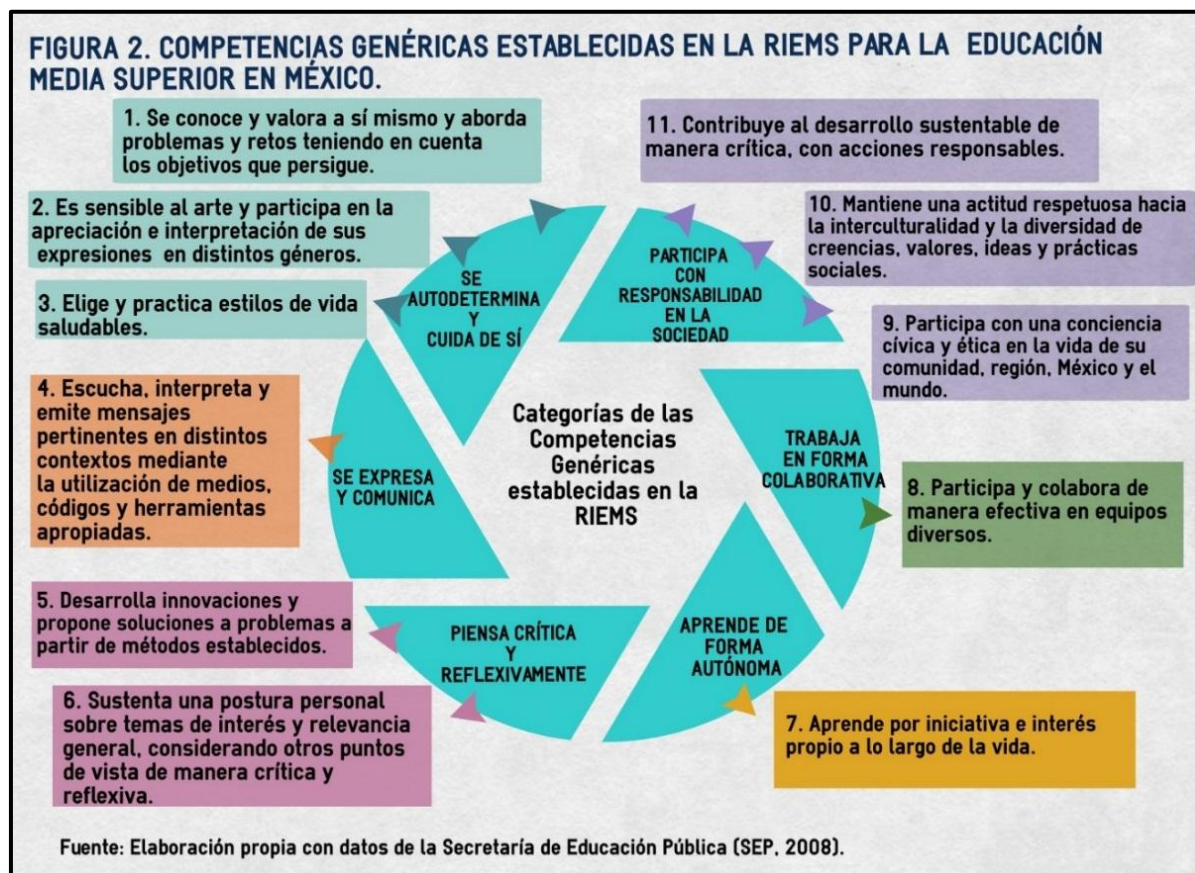 FIGURA 2. COMPETENCIAS GENÉRICAS ESTABLECIDAS EN LA RIEMS PARA LA EDUCACIÓN
MEDIA SUPERIOR EN MÉXICO.
1. Se conoce y valora a sí mismo y aborda
problemas y retos teniendo en cuenta
los objetivos que persigue.
2. Es sensible al arte y participa en la
apreciación e interpretación de sus
expresiones en distintos géneros.
3. Elige y practica estilos de vida
saludables.
4. Escucha, interpreta y
emite mensajes
pertinentes en distintos
contextos mediante
la utilización de medios,
códigos y herramientas
apropiadas.
5. Desarrolla innovaciones y
propone soluciones a problemas a
partir de métodos establecidos.
6. Sustenta una postura personal
sobre temas de interés y relevancia
general, considerando otros puntos
de vista de manera crítica y
reflexiva.
11. Contribuye al desarrollo sustentable de
manera crítica, con acciones responsables.
10. Mantiene una actitud respetuosa hacia
la interculturalidad y la diversidad de
creencias, valores, ideas y prácticas
sociales.
9. Participa con una conciencia
cívica y ética en la vida de su
comunidad, región, México y el
mundo.
8. Participa y colabora de
manera efectiva en equipos
diversos.
7. Aprende por iniciativa e interés
propio a lo largo de la vida.
SE
AUTODETERMINA
Y
CUIDA DE SÍ
PARTICIPA
CON
RESPONSABILIDAD
EN LA
SOCIEDAD
TRABAJA
EN FORMA
COLABORATIVA
APRENDE DE
FORMA
AUTÓNOMA
PIENSA CRÍTICA
Y
REFLEXIVAMENTE
SE EXPRESA
Y COMUNICA
Categorías de las
Competencias
Genéricas
establecidas en la
RIEMS
Fuente: Elaboración propia con datos de la Secretaría de Educación Pública (SEP, 2008).